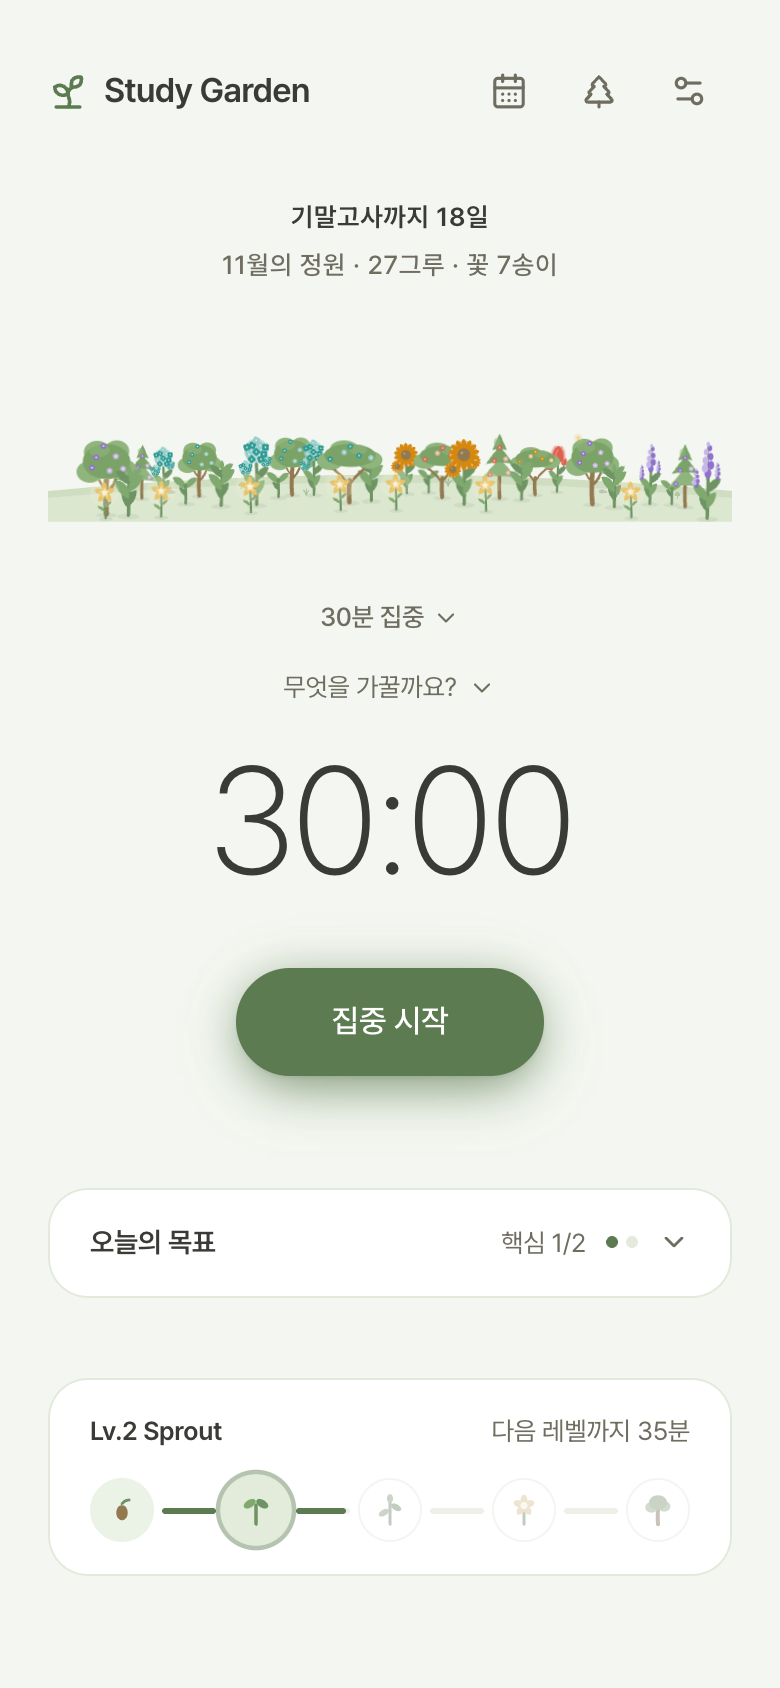 Study Garden
기말고사까지 18일
11월의 정원 · 27그루 · 꽃 7송이
30분 집중
무엇을 가꿀까요?
30:00
집중 시작
오늘의 목표 핵심 1/2
Lv.2 Sprout 다음 레벨까지 35분